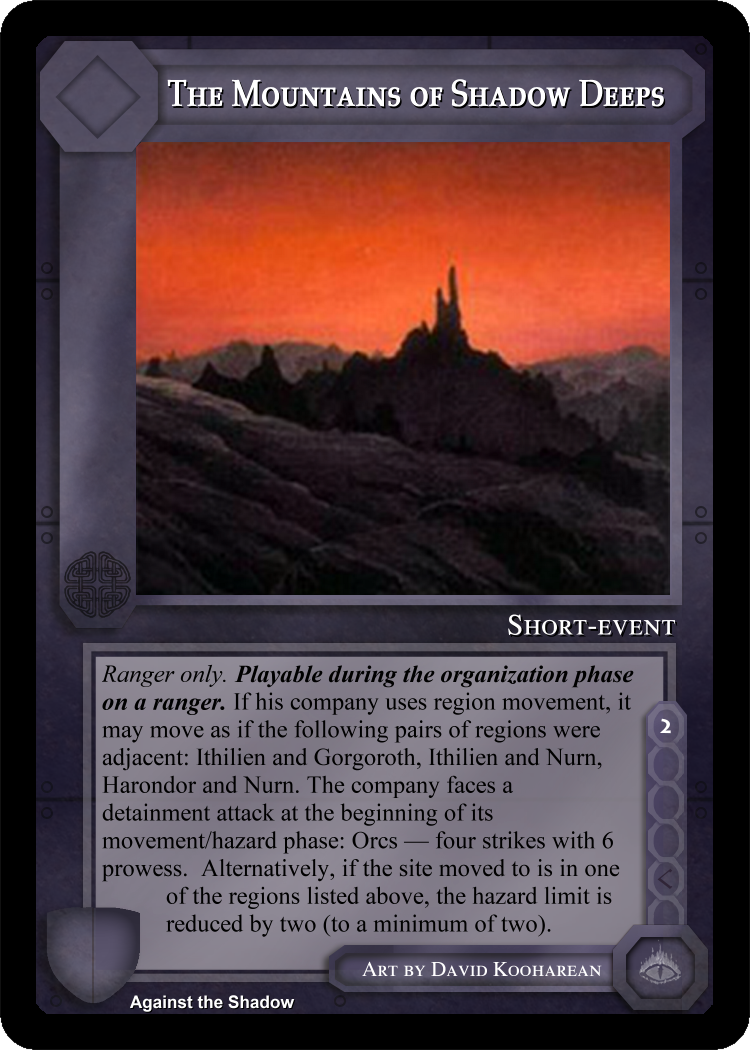 The Mountains of Shadow Deeps
Short-event
Ranger only. Playable during the organization phase
on a ranger. If his company uses region movement, it
may move as if the following pairs of regions were
adjacent: Ithilien and Gorgoroth, Ithilien and Nurn,
Harondor and Nurn. The company faces a
detainment attack at the beginning of its
movement/hazard phase: Orcs — four strikes with 6
prowess. Alternatively, if the site moved to is in one
of the regions listed above, the hazard limit is
reduced by two (to a minimum of two).
2
Art by David Kooharean
Against the Shadow